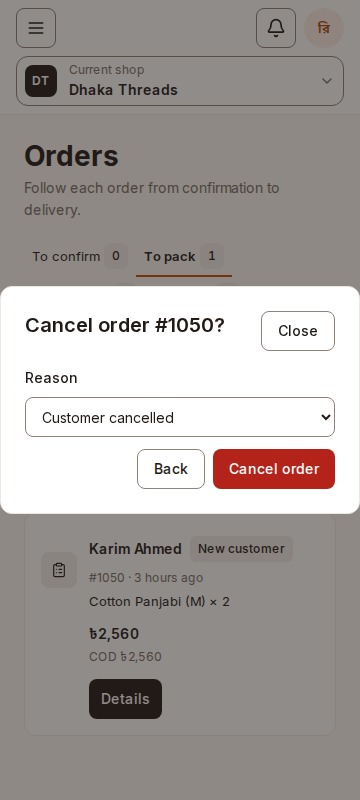 रि
Current shop
DT
Dhaka Threads
Orders
Follow each order from confirmation to
delivery.
To confirm 0 To pack 1
Cancel order #1050?
Close
Reason
Customer cancelled
Back
Cancel order
Karim Ahmed New customer
#1050 · 3 hours ago
Cotton Panjabi (M) × 2
৳2,560
COD ৳2,560
Details